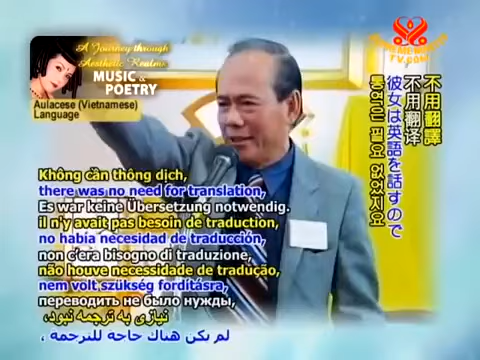 A Journey through
Aesthetic Realms
MUSIC &
POETRY
Aulacese (Vietnamese)
Language
SUPREME MASTER
TV.COM
不用翻譯
不用翻译
彼女は英語を話すので
통역은 필요 없었지요
Không cần thông dịch,
there was no need for translation,
Es war keine Übersetzung notwendig.
il n'y avait pas besoin de traduction,
no había necesidad de traducción,
non c'era bisogno di traduzione,
não houve necessidade de tradução,
nem volt szükség fordításra,
переводить не было нужды,
نیازی به ترجمه نبود،
لم يكن هناك حاجة للترجمة ،